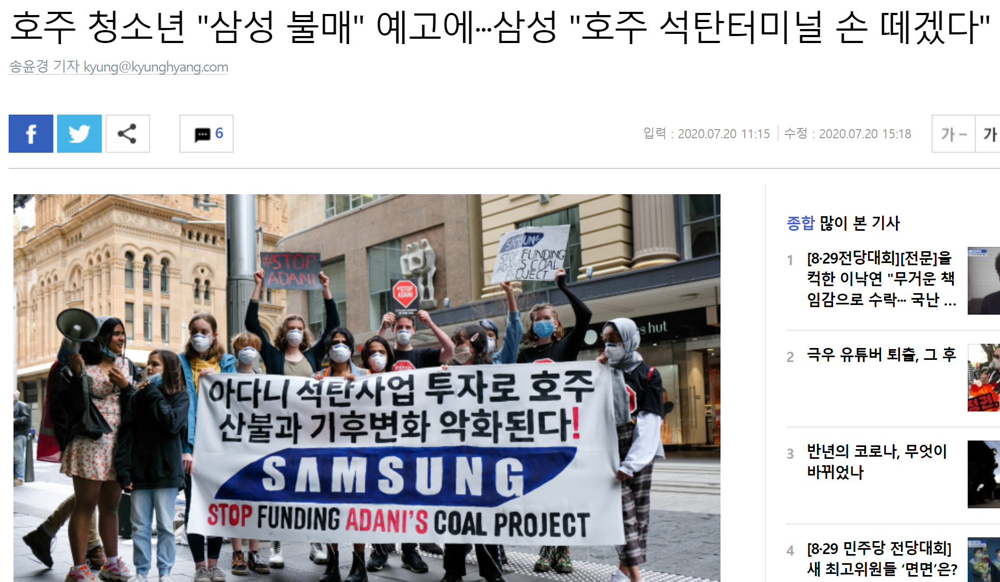 호주 청소년 "삼성 불매" 예고에···삼성 "호주 석탄터미널 손 떼겠다"
송윤경 기자 kyung@kyunghyang.com
f
6
입력 : 2020.07.20 11:15
수정 : 2020.07.20 15:18
가 -
가
#STOP
ADANI
#STOP
ADANI
SAMSUNG
STOP FUNDING
ADANI'S COAL
PROJECT
s hut
아다니 석탄사업 투자로 호주
산불과 기후변화 악화된다!
SAMSUNG
STOP FUNDING ADANI'S COAL PROJECT
종합 많이 본 기사
1
[8·29전당대회][전문]울
컥한 이낙연 "무거운 책
임감으로 수락··· 국난 ...
2
극우 유튜버 퇴출, 그 후
3
반년의 코로나, 무엇이
바뀌었나
4
[8·29 민주당 전당대회]
새 최고위원들 ‘면면’은?